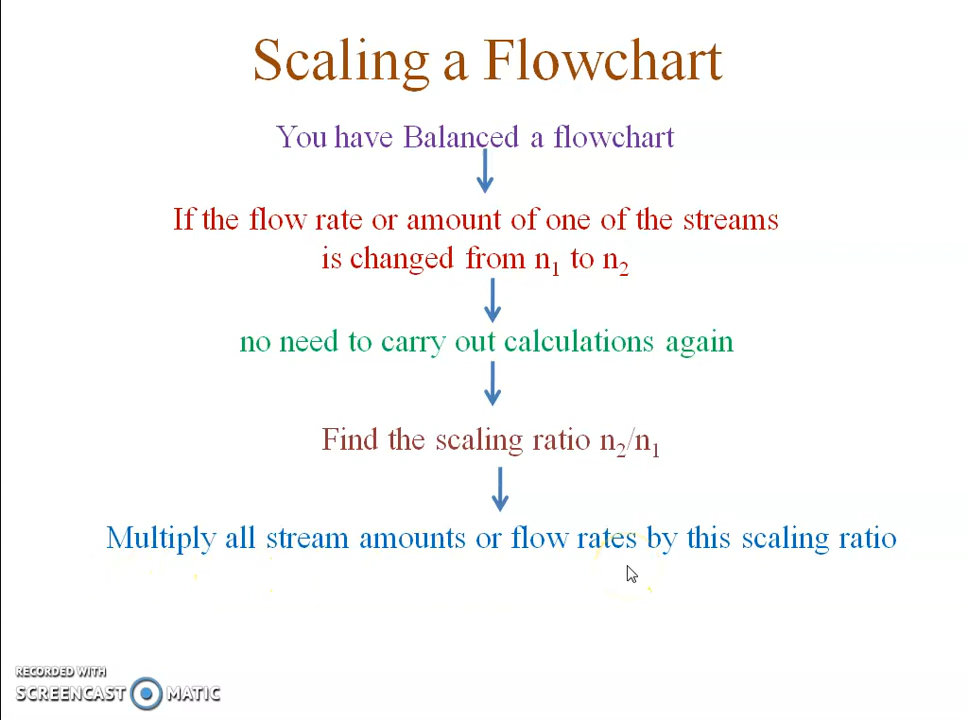 Scaling a Flowchart
You have Balanced a flowchart
If the flow rate or amount of one of the streams
is changed from n₁ to n₂
no need to carry out calculations again
Find the scaling ratio n₂/n₁
Multiply all stream amounts or flow rates by this scaling ratio
RECORDED WITH
SCREENCAST MATIC